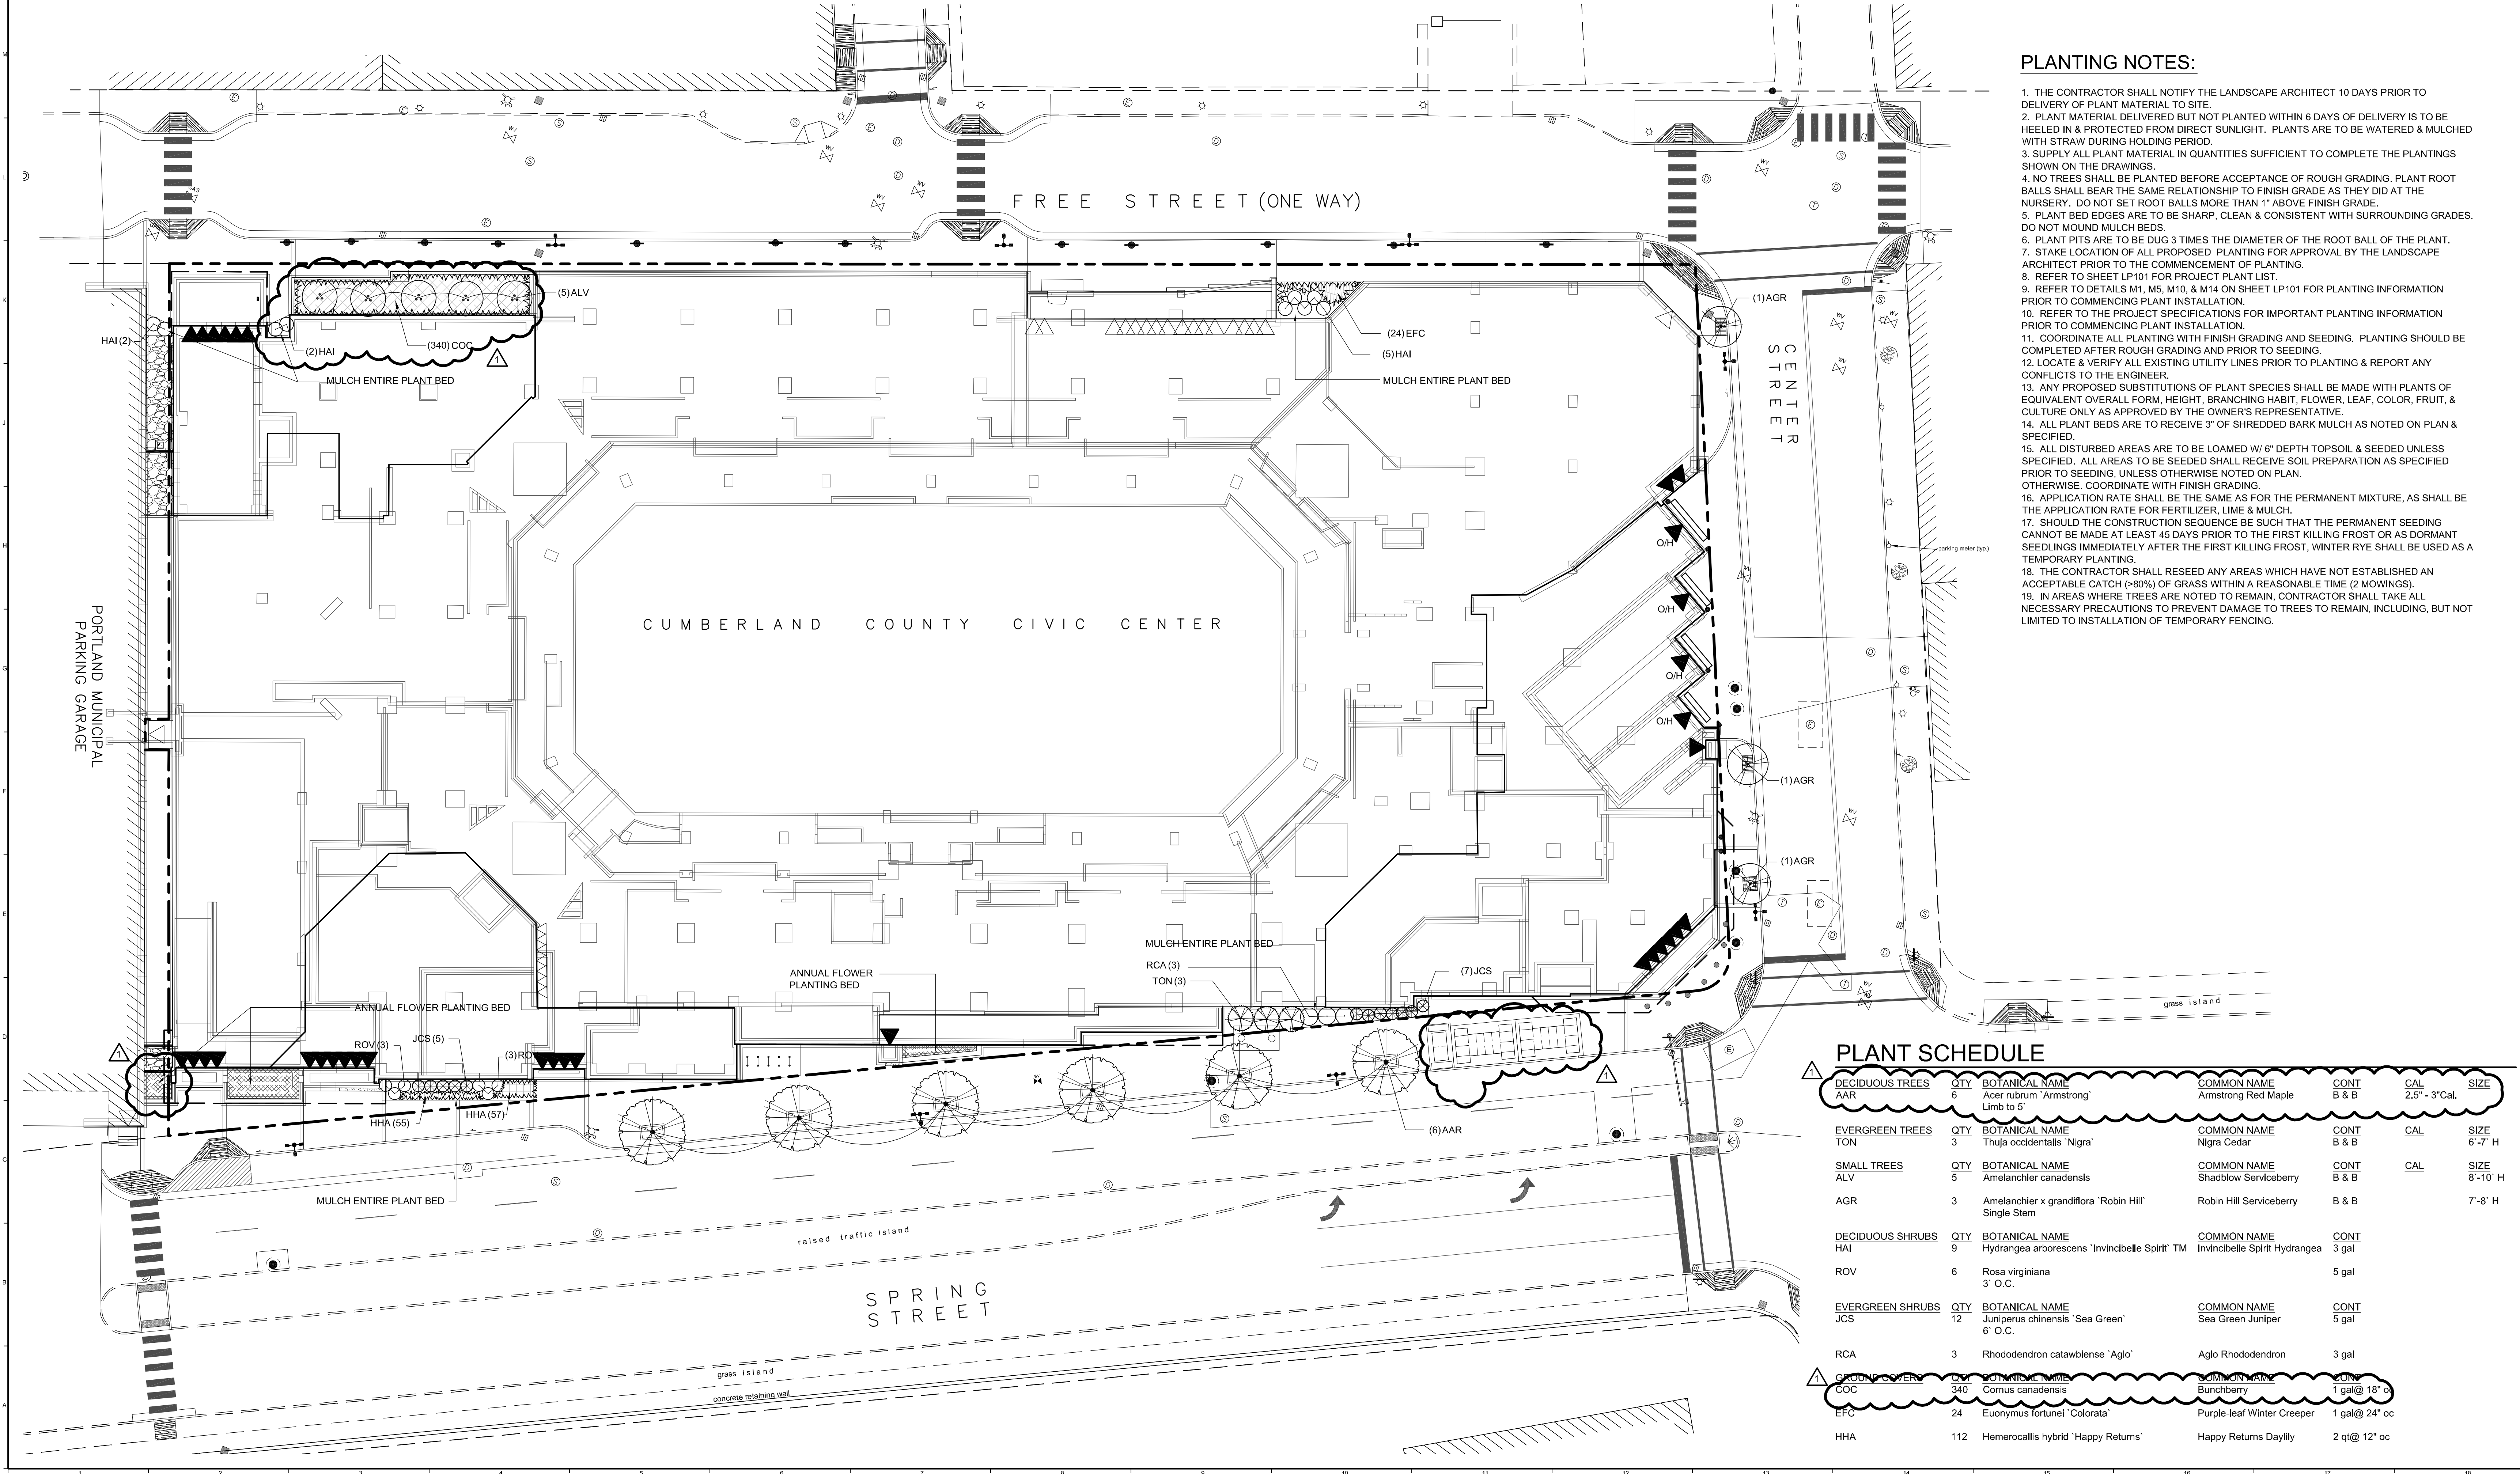 PLANTING NOTES:
1. THE CONTRACTOR SHALL NOTIFY THE LANDSCAPE ARCHITECT 10 DAYS PRIOR TO
DELIVERY OF PLANT MATERIAL TO SITE.
2. PLANT MATERIAL DELIVERED BUT NOT PLANTED WITHIN 6 DAYS OF DELIVERY IS TO BE
HEELED IN & PROTECTED FROM DIRECT SUNLIGHT. PLANTS ARE TO BE WATERED & MULCHED
WITH STRAW DURING HOLDING PERIOD.
3. SUPPLY ALL PLANT MATERIAL IN QUANTITIES SUFFICIENT TO COMPLETE THE PLANTINGS
SHOWN ON THE DRAWINGS.
4. NO TREES SHALL BE PLANTED BEFORE ACCEPTANCE OF ROUGH GRADING. PLANT ROOT
BALLS SHALL BEAR THE SAME RELATIONSHIP TO FINISH GRADE AS THEY DID AT THE
NURSERY. DO NOT SET ROOT BALLS MORE THAN 1" ABOVE FINISH GRADE.
5. PLANT BED EDGES ARE TO BE SHARP, CLEAN & CONSISTENT WITH SURROUNDING GRADES.
DO NOT MOUND MULCH BEDS.
6. PLANT PITS ARE TO BE DUG 3 TIMES THE DIAMETER OF THE ROOT BALL OF THE PLANT.
7. STAKE LOCATION OF ALL PROPOSED PLANTING FOR APPROVAL BY THE LANDSCAPE
ARCHITECT PRIOR TO THE COMMENCEMENT OF PLANTING.
8. REFER TO SHEET LP101 FOR PROJECT PLANT LIST.
9. REFER TO DETAILS M1, M5, M10, & M14 ON SHEET LP101 FOR PLANTING INFORMATION
PRIOR TO COMMENCING PLANT INSTALLATION.
10. REFER TO THE PROJECT SPECIFICATIONS FOR IMPORTANT PLANTING INFORMATION
PRIOR TO COMMENCING PLANT INSTALLATION.
11. COORDINATE ALL PLANTING WITH FINISH GRADING AND SEEDING. PLANTING SHOULD BE
COMPLETED AFTER ROUGH GRADING AND PRIOR TO SEEDING.
12. LOCATE & VERIFY ALL EXISTING UTILITY LINES PRIOR TO PLANTING & REPORT ANY
CONFLICTS TO THE ENGINEER.
13. ANY PROPOSED SUBSTITUTIONS OF PLANT SPECIES SHALL BE MADE WITH PLANTS OF
EQUIVALENT OVERALL FORM, HEIGHT, BRANCHING HABIT, FLOWER, LEAF, COLOR, FRUIT, &
CULTURE ONLY AS APPROVED BY THE OWNER'S REPRESENTATIVE.
14. ALL PLANT BEDS ARE TO RECEIVE 3" OF SHREDDED BARK MULCH AS NOTED ON PLAN &
SPECIFIED.
15. ALL DISTURBED AREAS ARE TO BE LOAMED W/ 6" DEPTH TOPSOIL & SEEDED UNLESS
SPECIFIED. ALL AREAS TO BE SEEDED SHALL RECEIVE SOIL PREPARATION AS SPECIFIED
PRIOR TO SEEDING, UNLESS OTHERWISE NOTED ON PLAN.
OTHERWISE. COORDINATE WITH FINISH GRADING.
16. APPLICATION RATE SHALL BE THE SAME AS FOR THE PERMANENT MIXTURE, AS SHALL BE
THE APPLICATION RATE FOR FERTILIZER, LIME & MULCH.
17. SHOULD THE CONSTRUCTION SEQUENCE BE SUCH THAT THE PERMANENT SEEDING
CANNOT BE MADE AT LEAST 45 DAYS PRIOR TO THE FIRST KILLING FROST OR AS DORMANT
SEEDLINGS IMMEDIATELY AFTER THE FIRST KILLING FROST, WINTER RYE SHALL BE USED AS A
TEMPORARY PLANTING.
18. THE CONTRACTOR SHALL RESEED ANY AREAS WHICH HAVE NOT ESTABLISHED AN
ACCEPTABLE CATCH (>80%) OF GRASS WITHIN A REASONABLE TIME (2 MOWINGS).
19. IN AREAS WHERE TREES ARE NOTED TO REMAIN, CONTRACTOR SHALL TAKE ALL
NECESSARY PRECAUTIONS TO PREVENT DAMAGE TO TREES TO REMAIN, INCLUDING, BUT NOT
LIMITED TO INSTALLATION OF TEMPORARY FENCING.
FREE STREET (ONE WAY)
(5) ALV
(1) AGR
HAI (2)
(2) HAI
(340) COC
1
(24) EFC
(5) HAI
MULCH ENTIRE PLANT BED
MULCH ENTIRE PLANT BED
CENTER
STREET
O/H
parking meter (typ.)
O/H
O/H
O/H
CUMBERLAND COUNTY CIVIC CENTER
PORTLAND MUNICIPAL
PARKING GARAGE
(1) AGR
(1) AGR
MULCH ENTIRE PLANT BED
RCA (3)
TON (3)
(7) JCS
ANNUAL FLOWER
PLANTING BED
ANNUAL FLOWER PLANTING BED
grass island
1
ROV (3)
JCS (5)
(3) RO
1
HHA (57)
HHA (55)
(6) AAR
MULCH ENTIRE PLANT BED
raised traffic island
SPRING
STREET
grass island
concrete retaining wall
PLANT SCHEDULE
1
DECIDUOUS TREES QTY BOTANICAL NAME COMMON NAME CONT CAL SIZE
AAR 6 Acer rubrum `Armstrong` Armstrong Red Maple B & B 2.5" - 3"Cal.
Limb to 5`
EVERGREEN TREES QTY BOTANICAL NAME COMMON NAME CONT CAL SIZE
TON 3 Thuja occidentalis `Nigra` Nigra Cedar B & B 6`-7` H
SMALL TREES QTY BOTANICAL NAME COMMON NAME CONT CAL SIZE
ALV 5 Amelanchier canadensis Shadblow Serviceberry B & B 8`-10` H
AGR 3 Amelanchier x grandiflora `Robin Hill` Robin Hill Serviceberry B & B 7`-8` H
Single Stem
DECIDUOUS SHRUBS QTY BOTANICAL NAME COMMON NAME CONT
HAI 9 Hydrangea arborescens `Invincibelle Spirit` TM Invincibelle Spirit Hydrangea 3 gal
ROV 6 Rosa virginiana 5 gal
3` O.C.
EVERGREEN SHRUBS QTY BOTANICAL NAME COMMON NAME CONT
JCS 12 Juniperus chinensis `Sea Green` Sea Green Juniper 5 gal
6` O.C.
RCA 3 Rhododendron catawbiense `Aglo` Aglo Rhododendron 3 gal
1
GROUND COVERS QTY BOTANICAL NAME COMMON NAME CONT
COC 340 Cornus canadensis Bunchberry 1 gal@ 18" oc
EFC 24 Euonymus fortunei `Colorata` Purple-leaf Winter Creeper 1 gal@ 24" oc
HHA 112 Hemerocallis hybrid `Happy Returns` Happy Returns Daylily 2 qt@ 12" oc